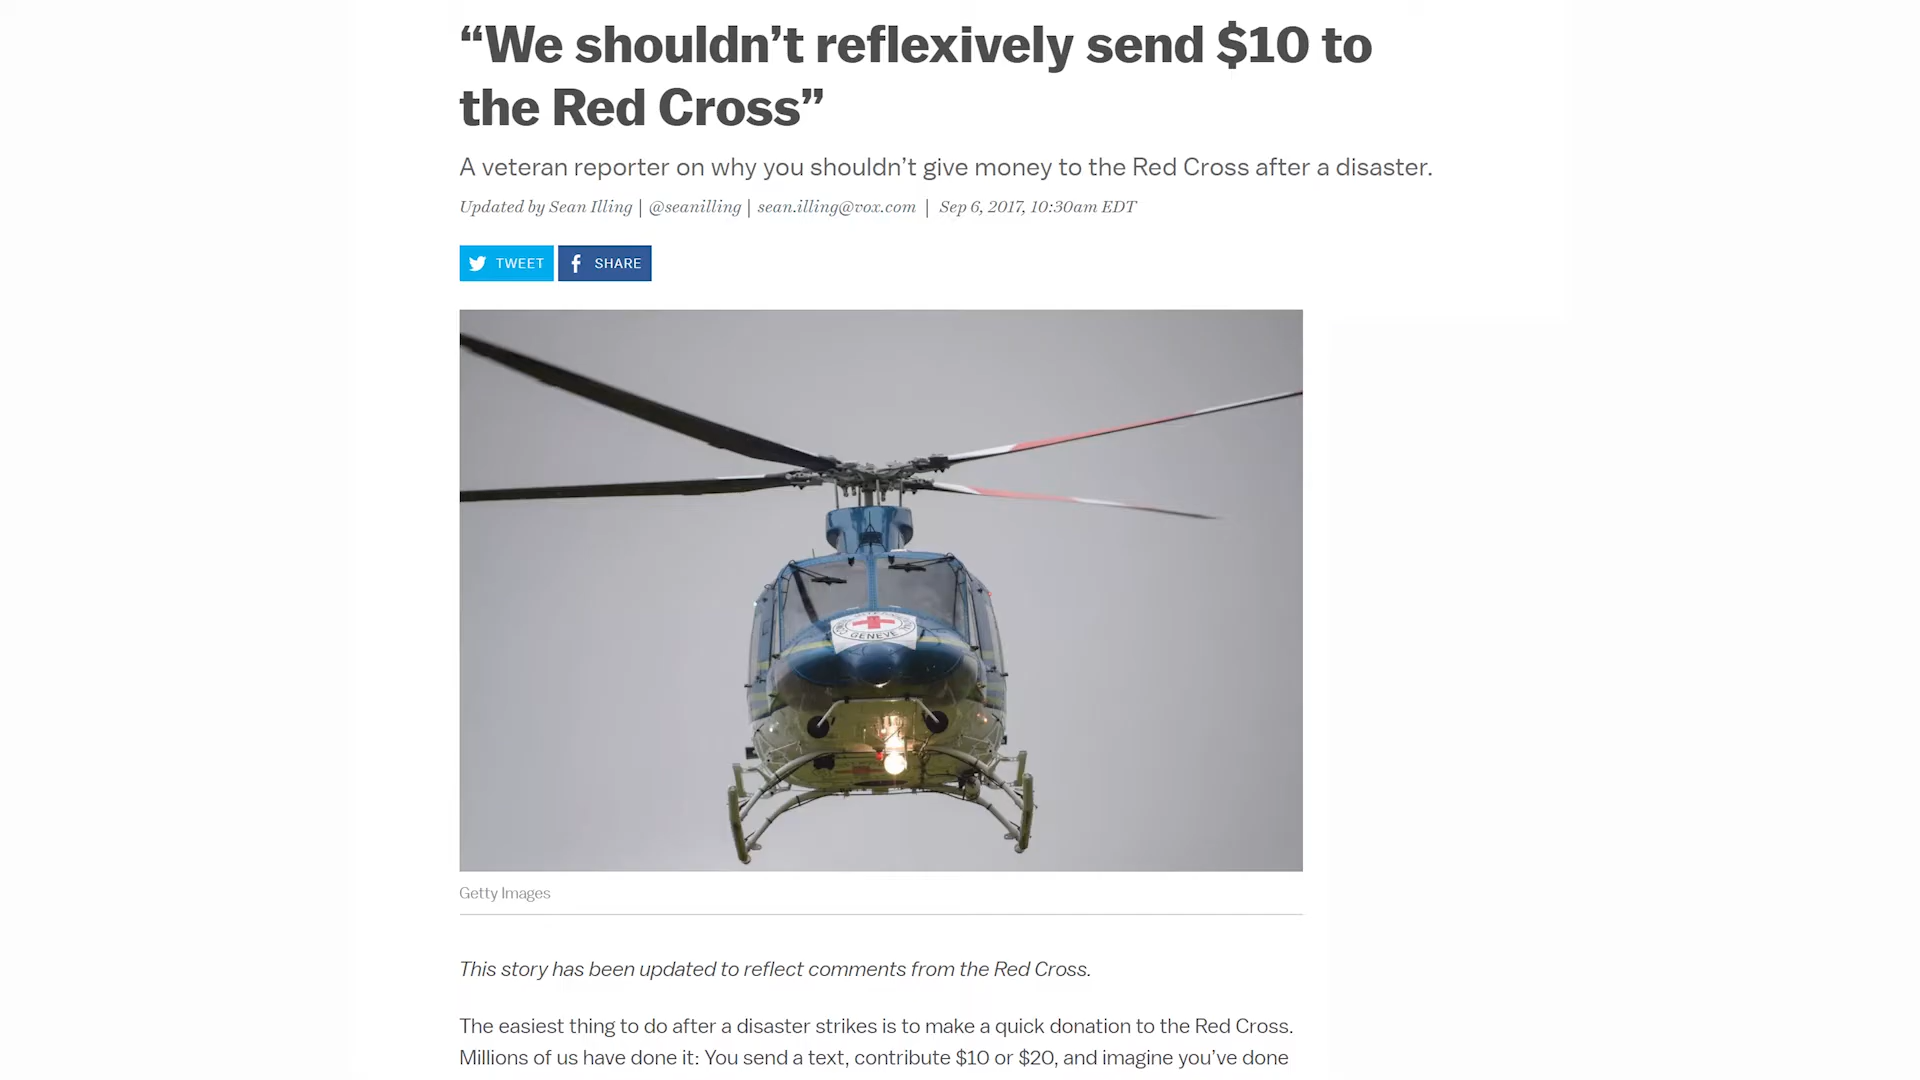 “We shouldn’t reflexively send $10 to
the Red Cross”
A veteran reporter on why you shouldn’t give money to the Red Cross after a disaster.
Updated by Sean Illing | @seanilling | sean.illing@vox.com | Sep 6, 2017, 10:30am EDT
TWEET
SHARE
GENEVE
Getty Images
This story has been updated to reflect comments from the Red Cross.
The easiest thing to do after a disaster strikes is to make a quick donation to the Red Cross.
Millions of us have done it: You send a text, contribute $10 or $20, and imagine you’ve done